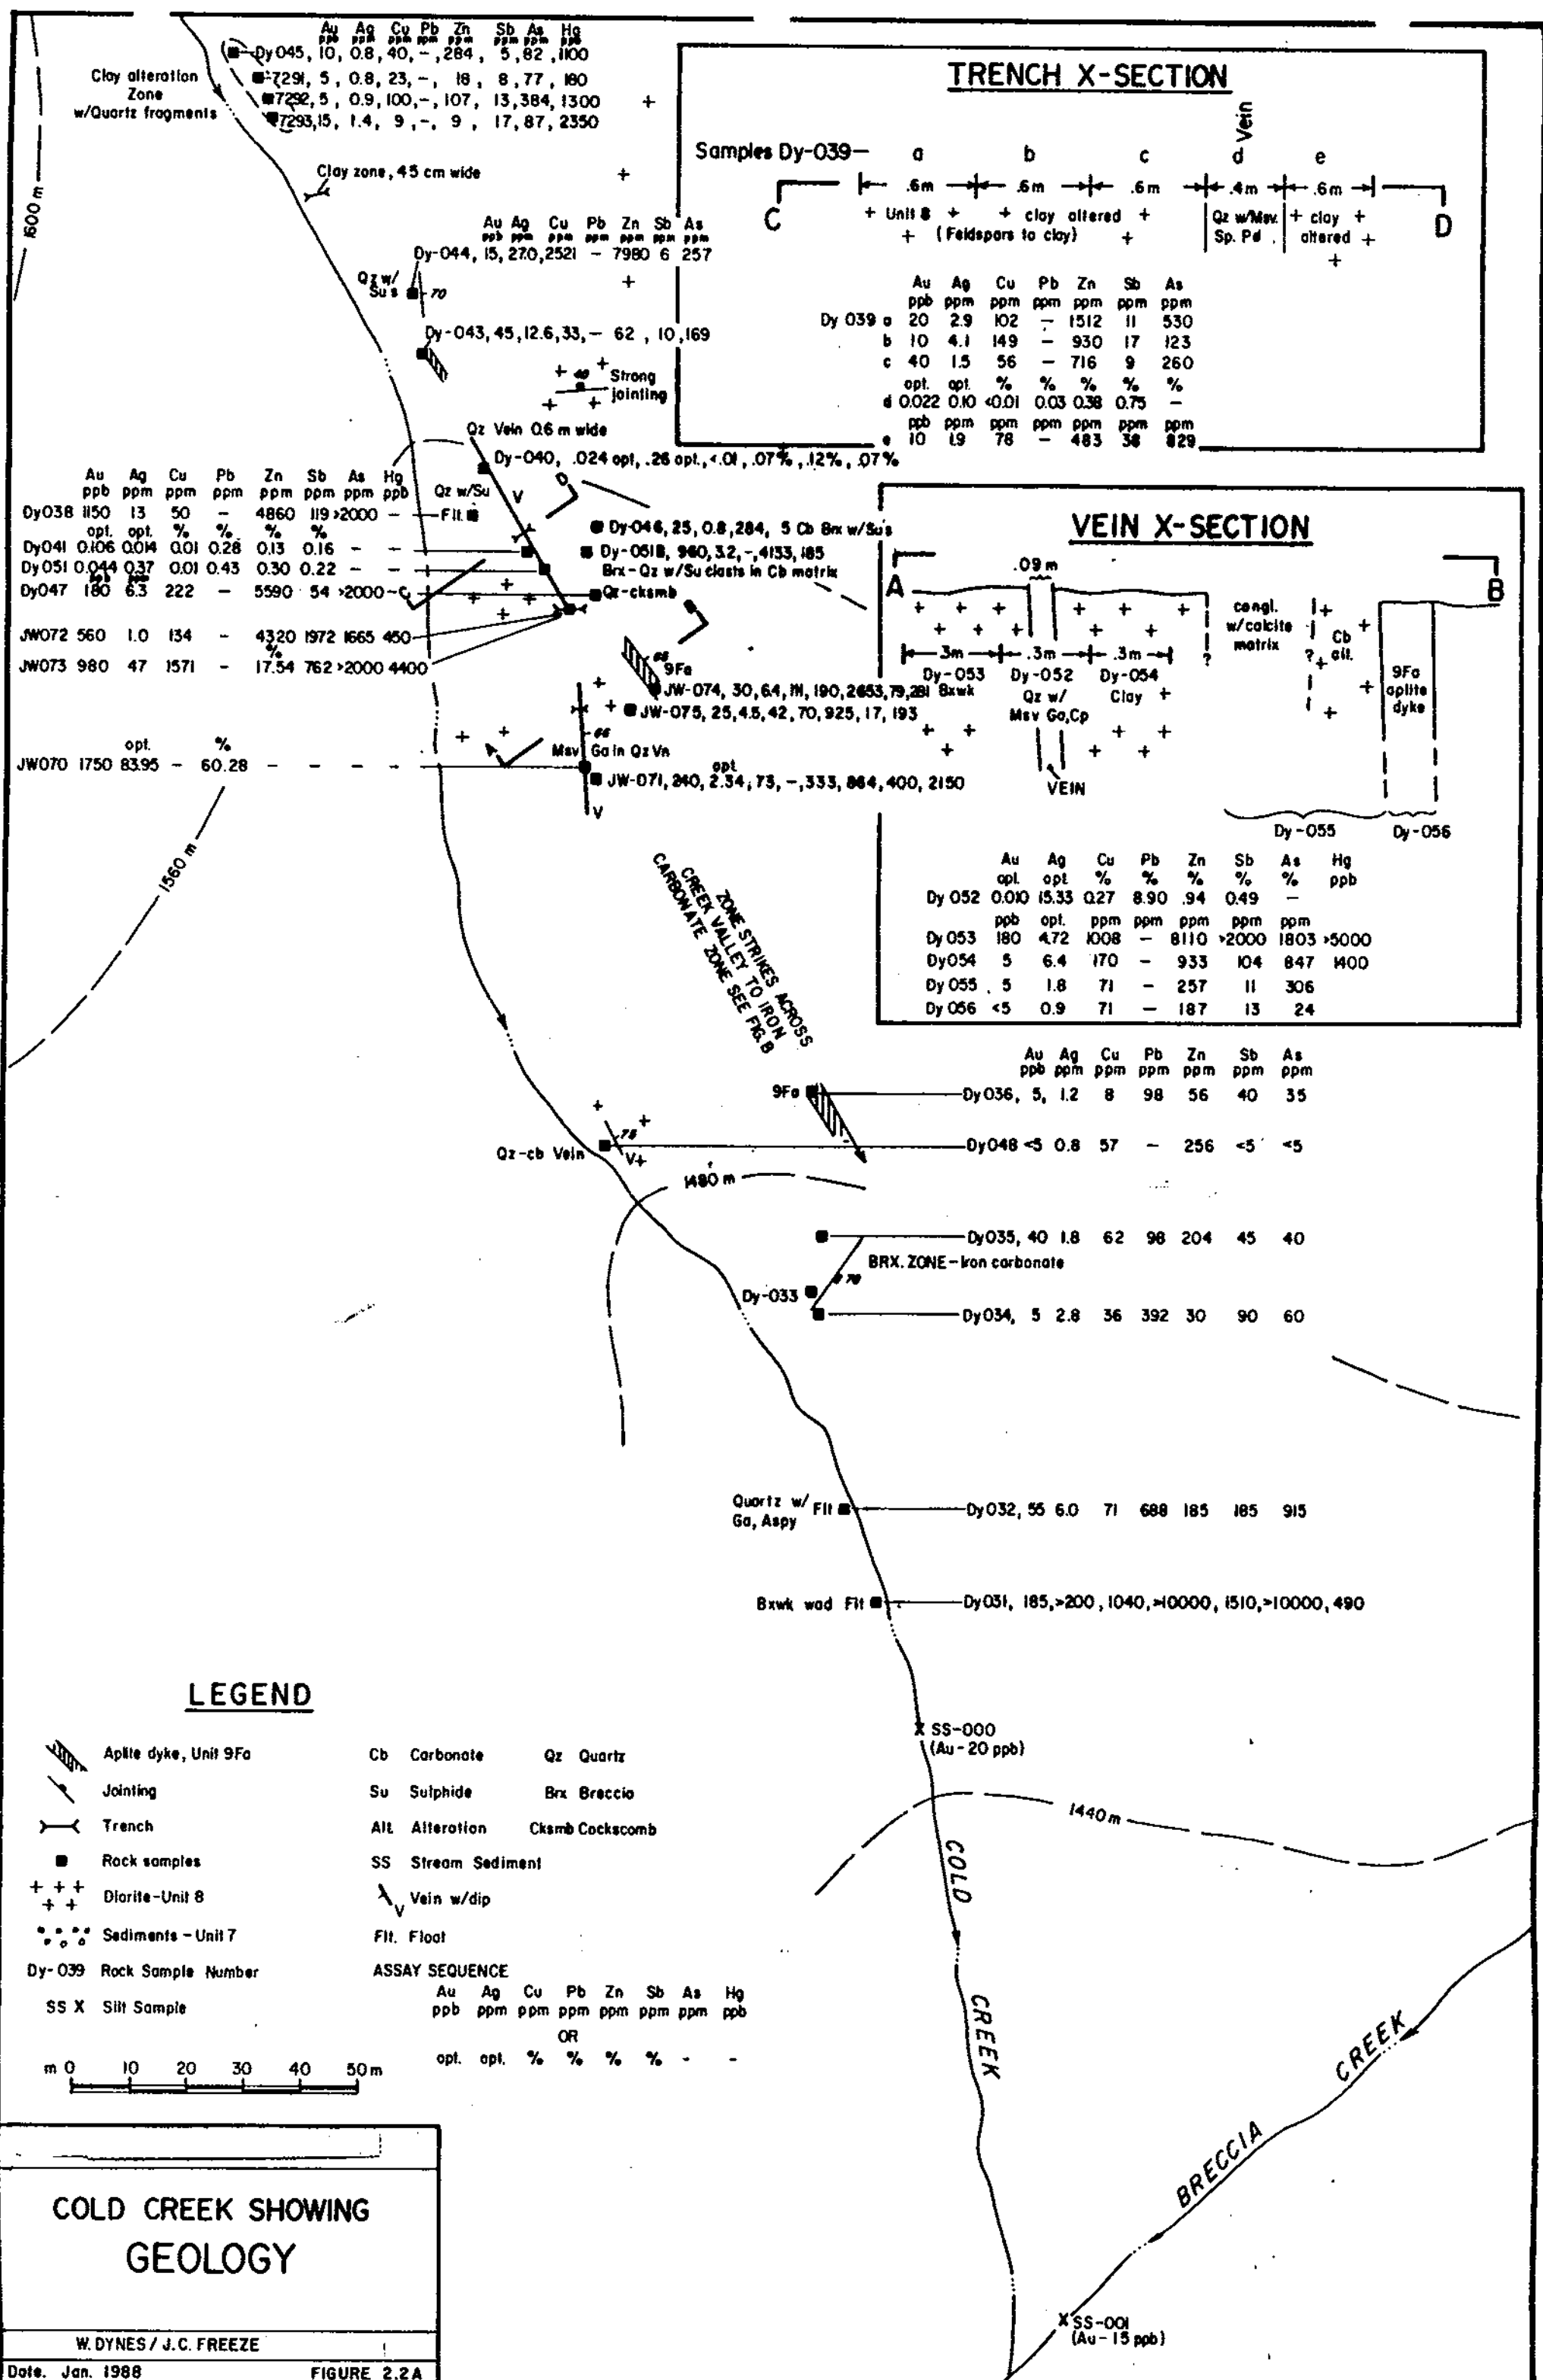 Au Ag Cu Pb Zn Sb As Hg
ppb ppm ppm ppm ppm ppm ppm ppb
Dy045, 10, 0.8, 40, -, 284, 5, 82, 1100
7291, 5, 0.8, 23, -, 18, 8, 77, 180
7292, 5, 0.9, 100, -, 107, 13, 384, 1300
7293, 15, 1.4, 9, -, 9, 17, 87, 2350
Clay alteration
Zone
w/Quartz fragments
1600 m
Clay zone, 45 cm wide
Au Ag Cu Pb Zn Sb As
ppb ppm ppm ppm ppm ppm ppm
Dy-044, 15, 27.0, 2521 - 7980 6 257
Qz w/
Su's
70
Dy-043, 45, 12.6, 33, - 62, 10, 169
Strong
jointing
Qz Vein 0.6 m wide
Dy-040, .024 opt, .26 opt, <.01, .07%, .12%, .07%
TRENCH X-SECTION
Samples Dy-039- a b c d e
Vein
.6m .6m .6m .4m .6m
C D
Unit 8 clay altered
(Feldspars to clay)
Qz w/Msv.
Sp. Pd
clay
altered
Au Ag Cu Pb Zn Sb As
ppb ppm ppm ppm ppm ppm ppm
Dy 039 a 20 2.9 102 - 1512 11 530
b 10 4.1 149 - 930 17 123
c 40 1.5 56 - 716 9 260
opt. opt. % % % % %
d 0.022 0.10 <0.01 0.03 0.38 0.75 -
ppb ppm ppm ppm ppm ppm ppm
e 10 1.9 78 - 483 38 829
Au Ag Cu Pb Zn Sb As Hg
ppb ppm ppm ppm ppm ppm ppm ppb
Dy038 1150 13 50 - 4860 119 >2000 -
opt. opt. % % % %
Dy041 0.106 0.014 0.01 0.28 0.13 0.16 - -
Dy051 0.044 0.37 0.01 0.43 0.30 0.22 - -
ppb ppm
Dy047 180 6.3 222 - 5590 54 >2000 - C
JW072 560 1.0 134 - 4320 1972 1665 450
%
JW073 980 47 1571 - 17.54 762 >2000 4400
opt. %
JW070 1750 83.95 - 60.28 - - - -
Qz w/Su
Flt.
V
D
Dy-046, 25, 0.8, 284, 5 Cb Brx w/Su's
Dy-051B, 960, 3.2, -, 4133, 185
Brx-Qz w/Su clasts in Cb matrix
Qz-cksmb
68
9Fa
JW-074, 30, 6.4, 111, 190, 2653, 79, 281 Bxwk
JW-075, 25, 4.5, 42, 70, 925, 17, 193
66
A
Msv Ga in Qz Vn
opt
JW-071, 240, 2.34, 73, -, 333, 864, 400, 2150
V
VEIN X-SECTION
A B
.09 m
.3m .3m .3m
Dy-053 Dy-052 Dy-054
Qz w/
Msv Ga, Cp
Clay
VEIN
?
congl.
w/calcite
matrix
?
Cb
alt.
9Fa
aplite
dyke
Dy-055 Dy-056
Au Ag Cu Pb Zn Sb As Hg
opt. opt. % % % % % ppb
Dy 052 0.010 15.33 0.27 8.90 .94 0.49 -
ppb opt. ppm ppm ppm ppm ppm
Dy 053 180 4.72 1008 - 8110 >2000 1803 >5000
Dy054 5 6.4 170 - 933 104 847 1400
Dy 055 5 1.8 71 - 257 11 306
Dy 056 <5 0.9 71 - 187 13 24
1560 m
ZONE STRIKES ACROSS
CREEK VALLEY TO IRON
CARBONATE ZONE SEE FIG. B
Au Ag Cu Pb Zn Sb As
ppb ppm ppm ppm ppm ppm ppm
9Fa
Dy036, 5, 1.2 8 98 56 40 35
Qz-cb Vein
75
V
Dy048 <5 0.8 57 - 256 <5 <5
1480 m
Dy035, 40 1.8 62 98 204 45 40
BRX. ZONE-Iron carbonate
70
Dy-033
Dy034, 5 2.8 36 392 30 90 60
Quartz w/
Ga, Aspy
Flt
Dy032, 55 6.0 71 688 185 185 915
Bxwk wad Flt
Dy031, 185, >200, 1040, >10000, 1510, >10000, 490
SS-000
(Au-20 ppb)
1440 m
COLD
CREEK
BRECCIA
CREEK
SS-001
(Au-15 ppb)
LEGEND
Aplite dyke, Unit 9Fa
Jointing
Trench
Rock samples
Diorite-Unit 8
Sediments - Unit 7
Dy-039 Rock Sample Number
SS X Silt Sample
Cb Carbonate
Su Sulphide
Alt. Alteration
SS Stream Sediment
V Vein w/dip
Flt. Float
Qz Quartz
Brx Breccia
Cksmb Cockscomb
ASSAY SEQUENCE
Au Ag Cu Pb Zn Sb As Hg
ppb ppm ppm ppm ppm ppm ppm ppb
OR
opt. opt. % % % % - -
m 0 10 20 30 40 50m
COLD CREEK SHOWING
GEOLOGY
W. DYNES / J.C. FREEZE
Date. Jan. 1988
FIGURE 2.2A